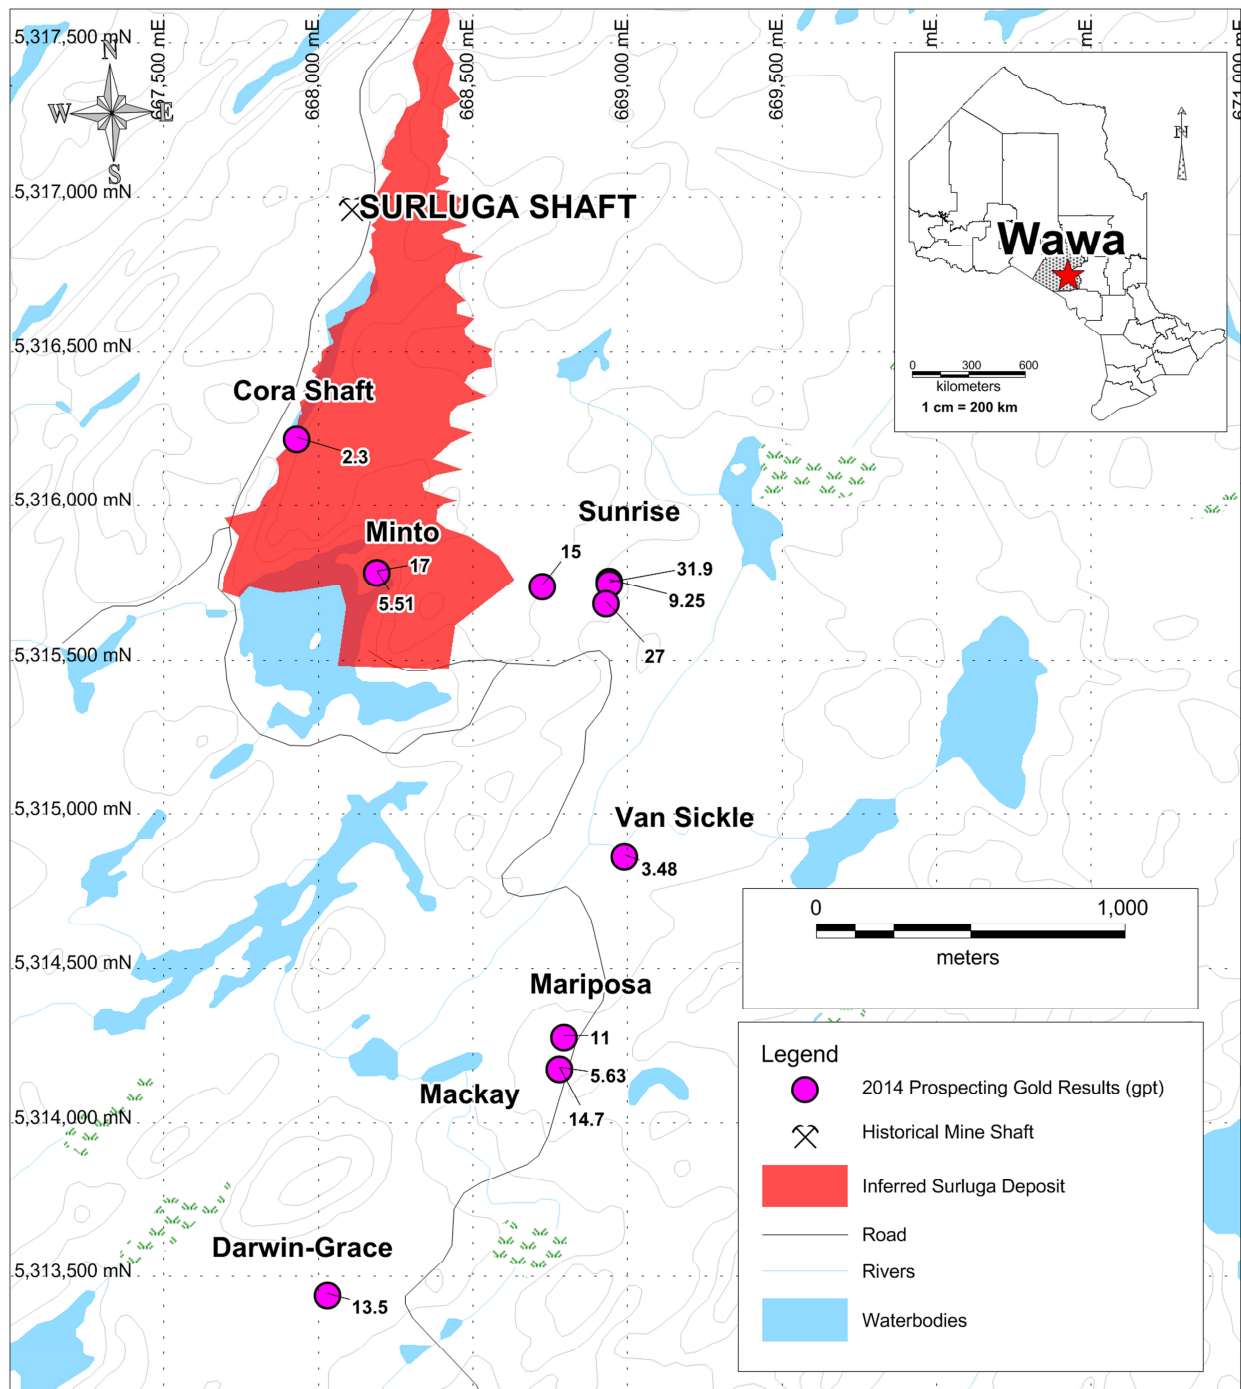 5,317,500 mN
667,500 mE
668,000 mE
668,500 mE
669,000 mE
669,500 mE
mE
mE
671,000 mE
N
W
E
S
5,317,000 mN
SURLUGA SHAFT
N
Wawa
0 300 600
kilometers
1 cm = 200 km
5,316,500 mN
Cora Shaft
2.3
5,316,000 mN
Sunrise
Minto
15
17
31.9
5.51
9.25
27
5,315,500 mN
5,315,000 mN
Van Sickle
3.48
0 1,000
meters
5,314,500 mN
Mariposa
11
5.63
Mackay
14.7
5,314,000 mN
Legend
2014 Prospecting Gold Results (gpt)
Historical Mine Shaft
Inferred Surluga Deposit
Road
Rivers
Waterbodies
Darwin-Grace
5,313,500 mN
13.5